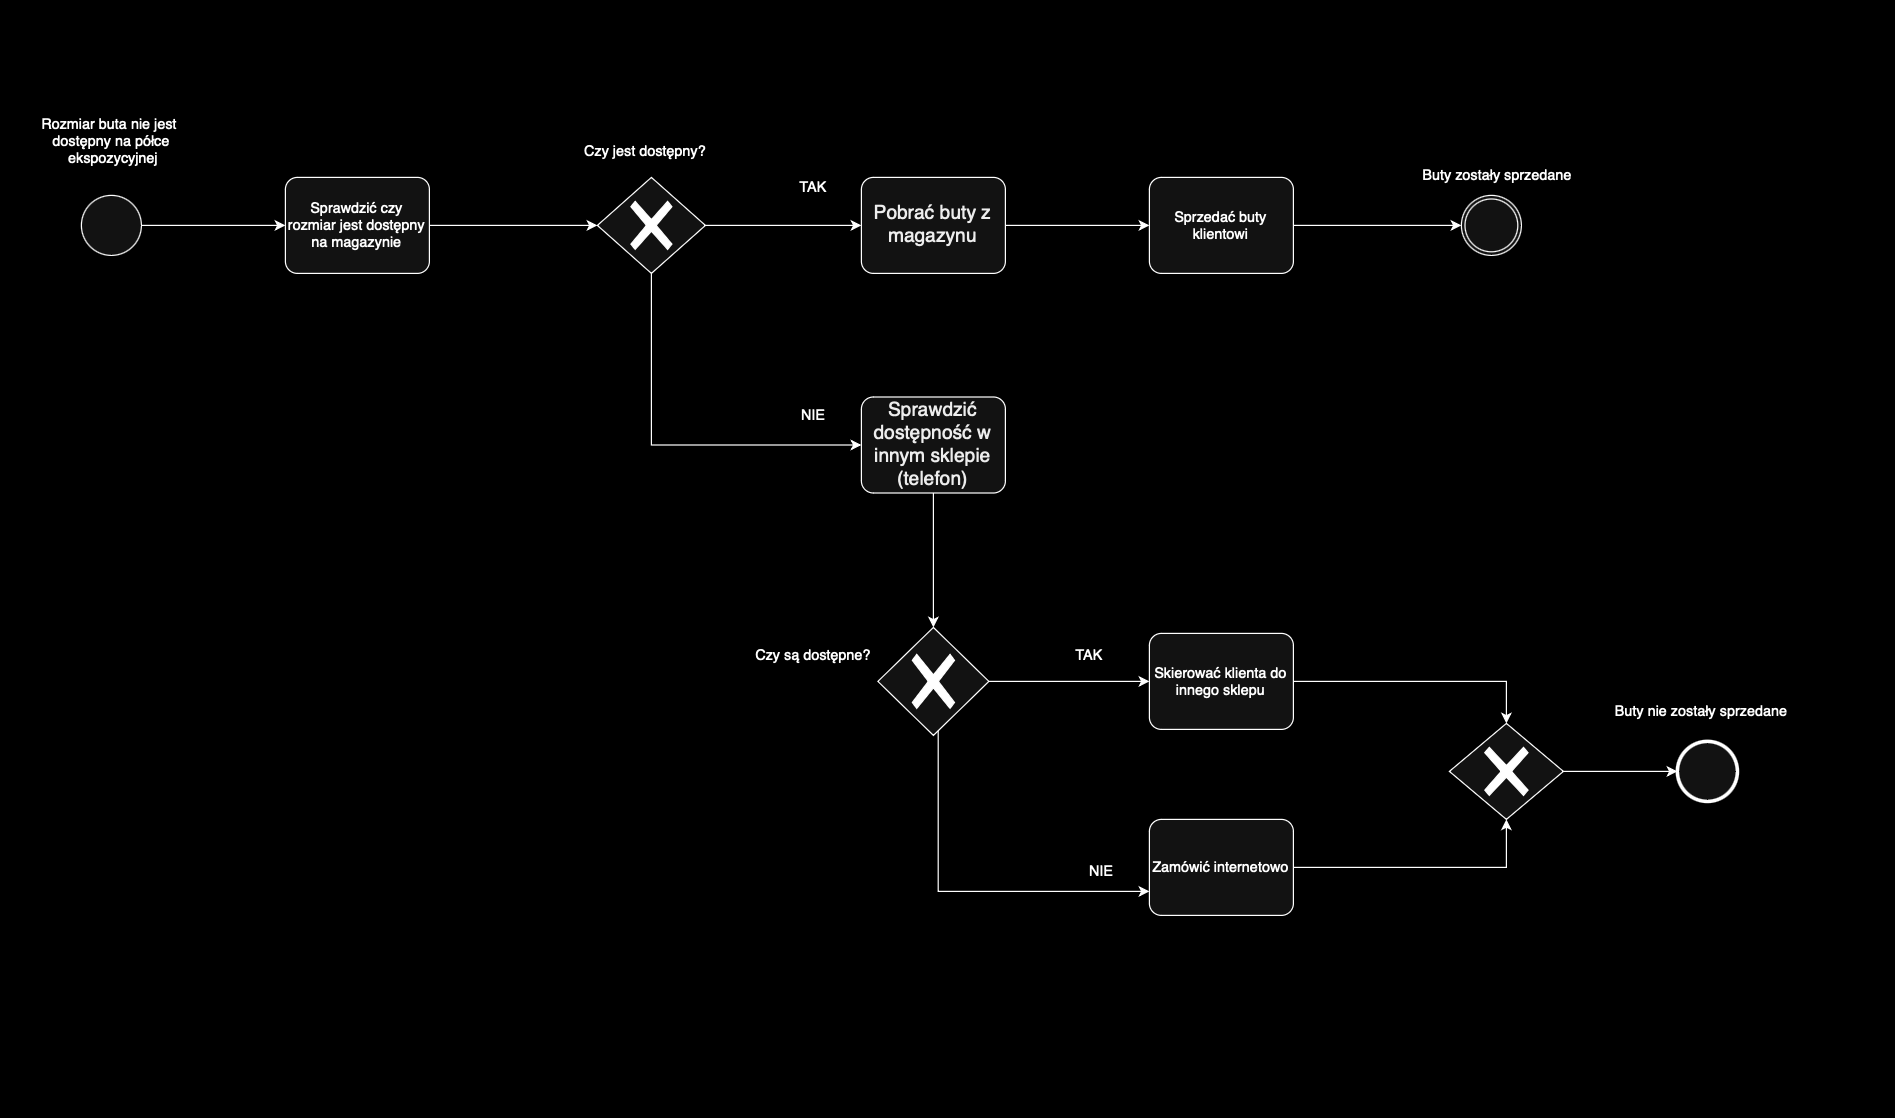 Rozmiar buta nie jest
dostępny na półce
ekspozycyjnej
Sprawdzić czy
rozmiar jest dostępny
na magazynie
Czy jest dostępny?
TAK
Pobrać buty z
magazynu
Sprzedać buty
klientowi
Buty zostały sprzedane
NIE
Sprawdzić
dostępność w
innym sklepie
(telefon)
Czy są dostępne?
TAK
Skierować klienta do
innego sklepu
NIE
Zamówić internetowo
Buty nie zostały sprzedane